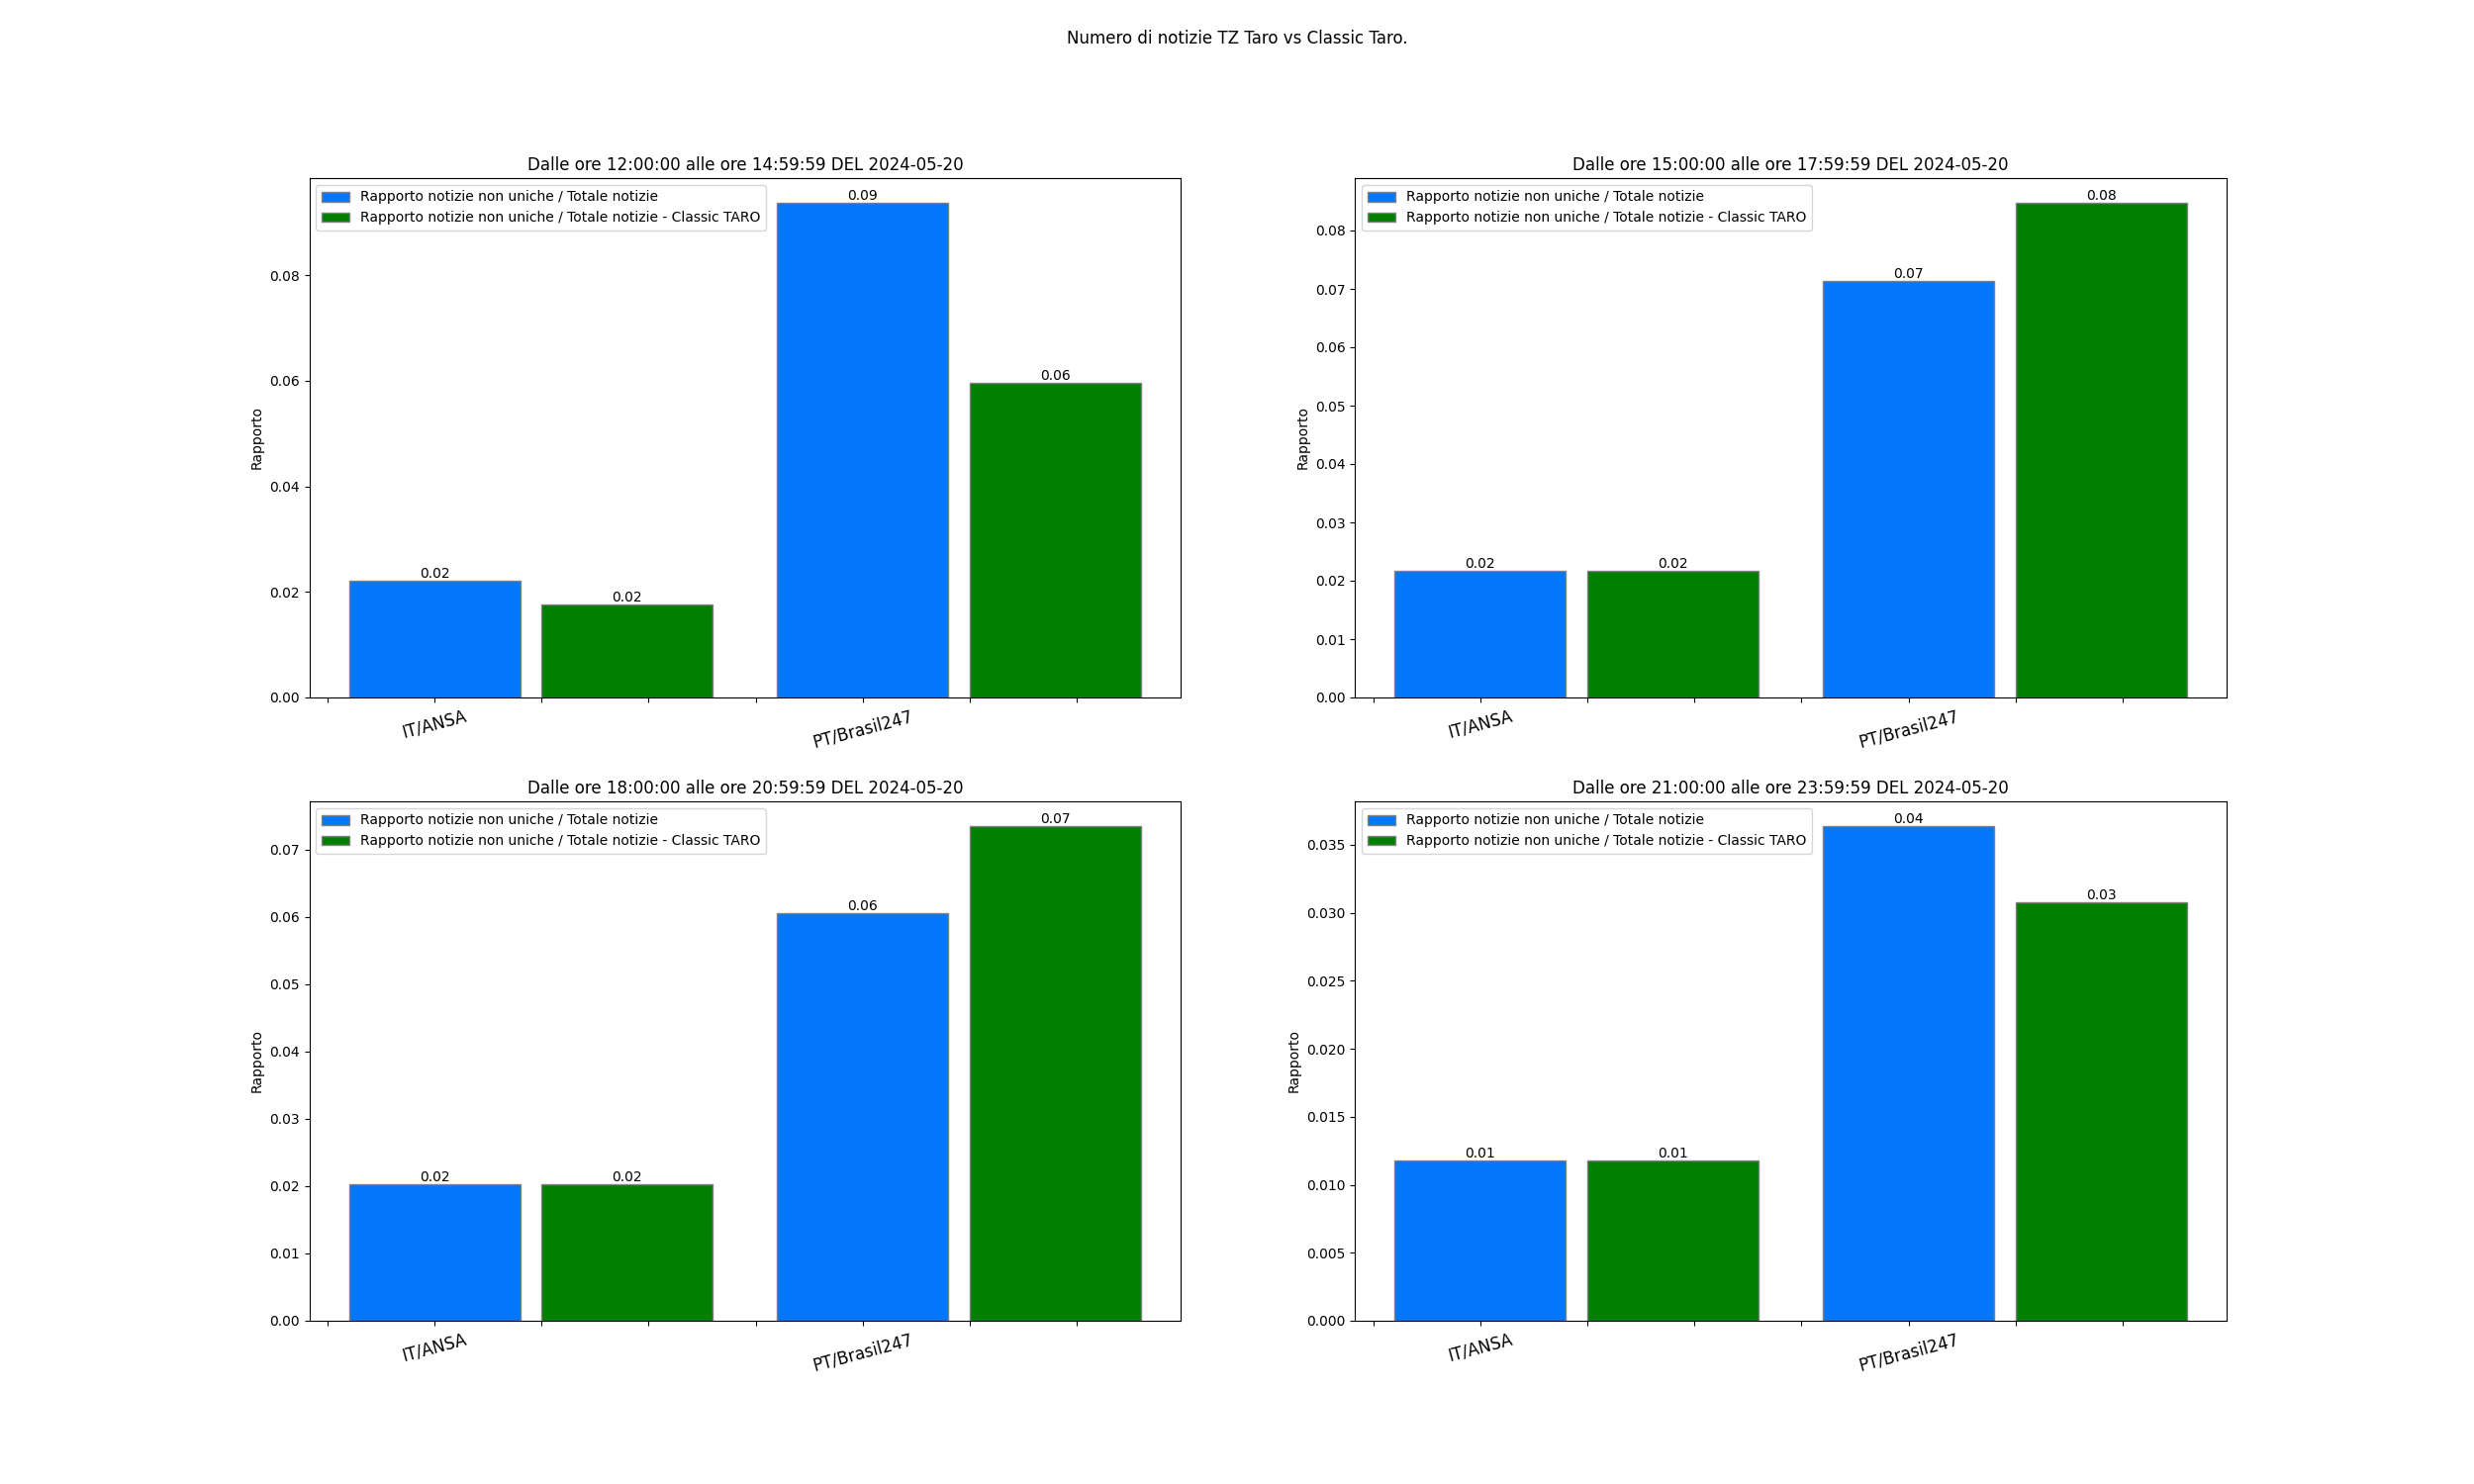 Numero di notizie TZ Taro vs Classic Taro.
Dalle ore 12:00:00 alle ore 14:59:59 DEL 2024-05-20
Rapporto notizie non uniche / Totale notizie
Rapporto notizie non uniche / Totale notizie - Classic TARO
Rapporto
0.08
0.06
0.04
0.02
0.00
0.02
0.02
0.09
0.06
IT/ANSA
PT/Brasil247
Dalle ore 15:00:00 alle ore 17:59:59 DEL 2024-05-20
Rapporto notizie non uniche / Totale notizie
Rapporto notizie non uniche / Totale notizie - Classic TARO
Rapporto
0.08
0.07
0.06
0.05
0.04
0.03
0.02
0.01
0.00
0.02
0.02
0.07
0.08
IT/ANSA
PT/Brasil247
Dalle ore 18:00:00 alle ore 20:59:59 DEL 2024-05-20
Rapporto notizie non uniche / Totale notizie
Rapporto notizie non uniche / Totale notizie - Classic TARO
Rapporto
0.07
0.06
0.05
0.04
0.03
0.02
0.01
0.00
0.02
0.02
0.06
0.07
IT/ANSA
PT/Brasil247
Dalle ore 21:00:00 alle ore 23:59:59 DEL 2024-05-20
Rapporto notizie non uniche / Totale notizie
Rapporto notizie non uniche / Totale notizie - Classic TARO
Rapporto
0.035
0.030
0.025
0.020
0.015
0.010
0.005
0.000
0.01
0.01
0.04
0.03
IT/ANSA
PT/Brasil247